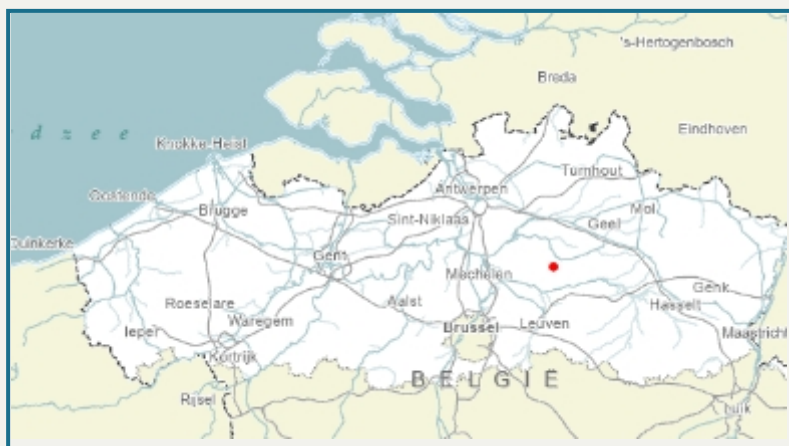 's-Hertogenbosch
Breda
d z e e
Eindhoven
Knokke-Heist
Turnhout
Antwerpen
Oostende
Mol
Brugge
Sint-Niklaas
Geel
Duinkerke
Gent
Mechelen
Genk
Roeselare
Aalst
Hasselt
Waregem
Ieper
Brussel
Leuven
Maastricht
Kortrijk
BELGIË
Rijsel
Luik